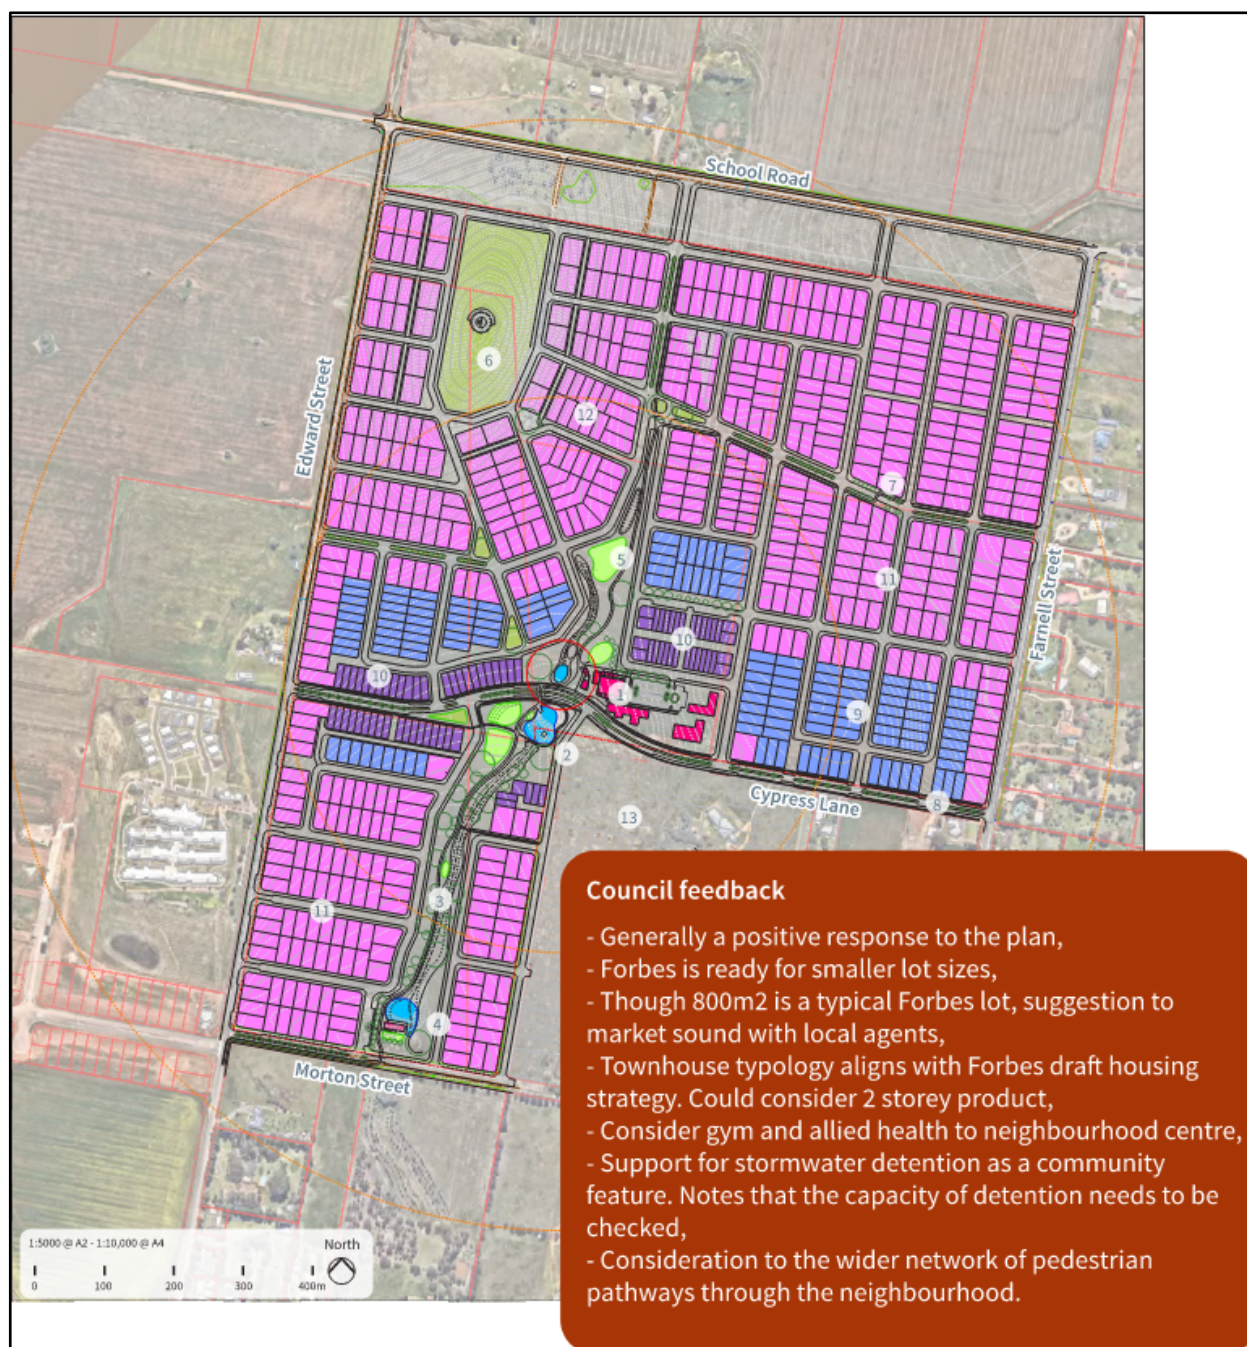 School Road
Edward Street
6
12
7
5
11
Farnell Street
10
10
1
9
2
8
Cypress Lane
13
3
11
4
Morton Street
Council feedback
- Generally a positive response to the plan,
- Forbes is ready for smaller lot sizes,
- Though 800m2 is a typical Forbes lot, suggestion to
market sound with local agents,
- Townhouse typology aligns with Forbes draft housing
strategy. Could consider 2 storey product,
- Consider gym and allied health to neighbourhood centre,
- Support for stormwater detention as a community
feature. Notes that the capacity of detention needs to be
checked,
- Consideration to the wider network of pedestrian
pathways through the neighbourhood.
1:5000 @ A2 - 1:10,000 @ A4
North
0 100 200 300 400m